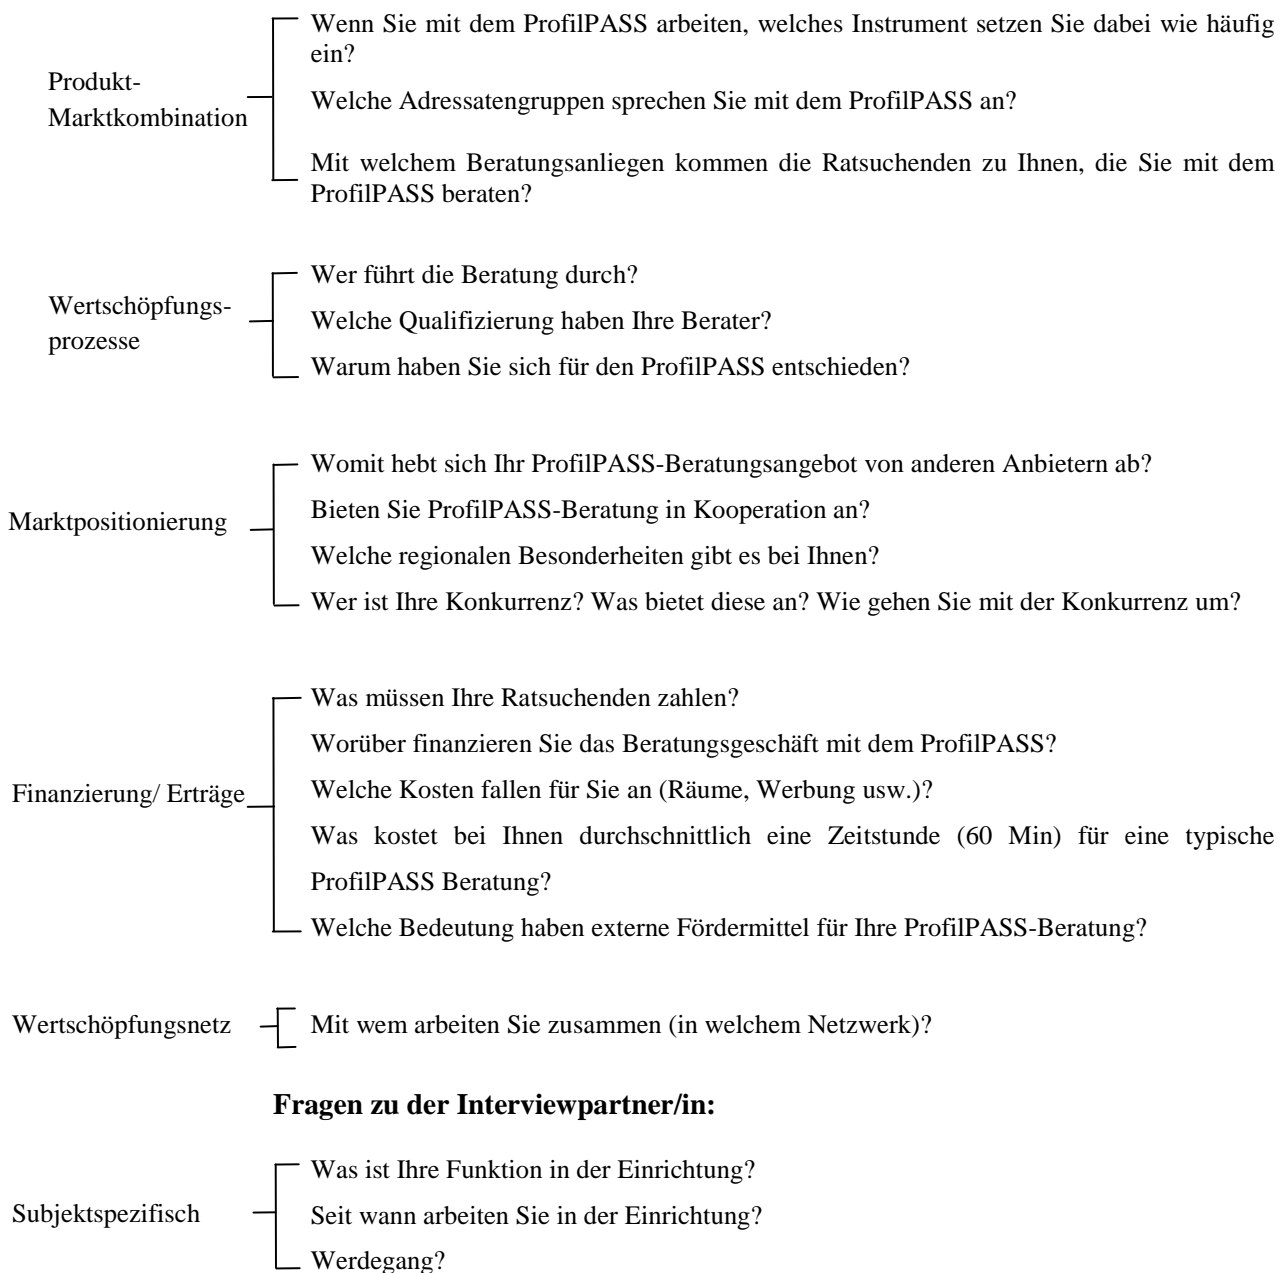 Wenn Sie mit dem ProfilPASS arbeiten, welches Instrument setzen Sie dabei wie häufig
ein?
Produkt-
Marktkombination
Welche Adressatengruppen sprechen Sie mit dem ProfilPASS an?
Mit welchem Beratungsanliegen kommen die Ratsuchenden zu Ihnen, die Sie mit dem
ProfilPASS beraten?
Wertschöpfungs-
prozesse
Wer führt die Beratung durch?
Welche Qualifizierung haben Ihre Berater?
Warum haben Sie sich für den ProfilPASS entschieden?
Marktpositionierung
Womit hebt sich Ihr ProfilPASS-Beratungsangebot von anderen Anbietern ab?
Bieten Sie ProfilPASS-Beratung in Kooperation an?
Welche regionalen Besonderheiten gibt es bei Ihnen?
Wer ist Ihre Konkurrenz? Was bietet diese an? Wie gehen Sie mit der Konkurrenz um?
Finanzierung/ Erträge
Was müssen Ihre Ratsuchenden zahlen?
Worüber finanzieren Sie das Beratungsgeschäft mit dem ProfilPASS?
Welche Kosten fallen für Sie an (Räume, Werbung usw.)?
Was kostet bei Ihnen durchschnittlich eine Zeitstunde (60 Min) für eine typische
ProfilPASS Beratung?
Welche Bedeutung haben externe Fördermittel für Ihre ProfilPASS-Beratung?
Wertschöpfungsnetz
Mit wem arbeiten Sie zusammen (in welchem Netzwerk)?
Fragen zu der Interviewpartner/in:
Subjektspezifisch
Was ist Ihre Funktion in der Einrichtung?
Seit wann arbeiten Sie in der Einrichtung?
Werdegang?